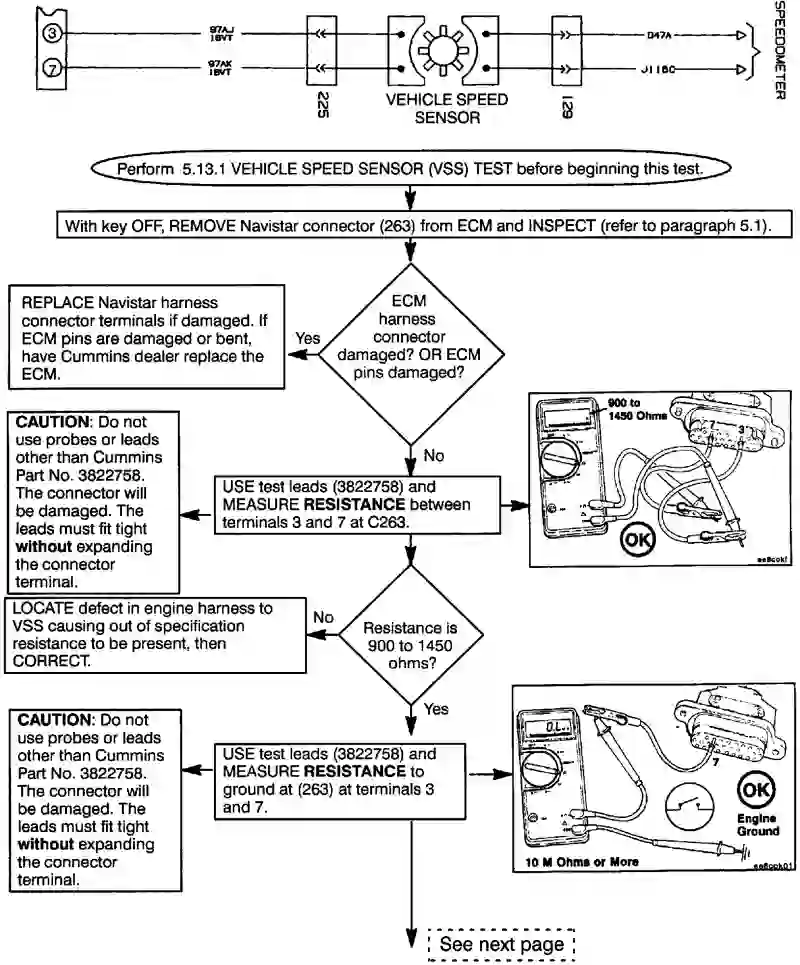 3
97AJ
18VT
D47A
7
97AK
18VT
J118C
SPEEDOMETER
225
129
VEHICLE SPEED
SENSOR
Perform 5.13.1 VEHICLE SPEED SENSOR (VSS) TEST before beginning this test.
With key OFF, REMOVE Navistar connector (263) from ECM and INSPECT (refer to paragraph 5.1).
ECM
harness
connector
damaged? OR ECM
pins damaged?
Yes
REPLACE Navistar harness
connector terminals if damaged. If
ECM pins are damaged or bent,
have Cummins dealer replace the
ECM.
No
CAUTION: Do not
use probes or leads
other than Cummins
Part No. 3822758.
The connector will
be damaged. The
leads must fit tight
without expanding
the connector
terminal.
USE test leads (3822758) and
MEASURE RESISTANCE between
terminals 3 and 7 at C263.
900 to
1450 Ohms
7
3
OK
Resistance is
900 to 1450
ohms?
No
LOCATE defect in engine harness to
VSS causing out of specification
resistance to be present, then
CORRECT.
Yes
CAUTION: Do not
use probes or leads
other than Cummins
Part No. 3822758.
The connector will
be damaged. The
leads must fit tight
without expanding
the connector
terminal.
USE test leads (3822758) and
MEASURE RESISTANCE to
ground at (263) at terminals 3
and 7.
0.L
7
OK
Engine
Ground
10 M Ohms or More
See next page